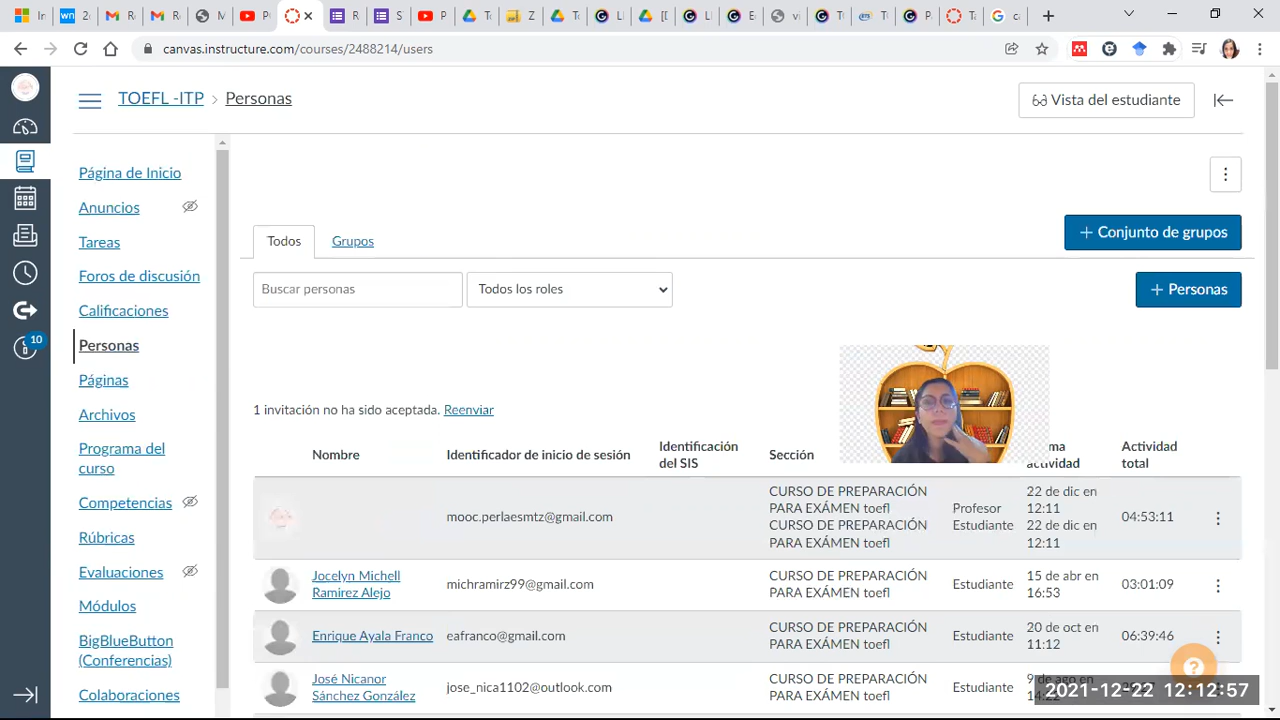 In
wn
R
R
M
P
R
S
P
T
Z
T
L
[D
L
E
vi
T
T
P
T
c
canvas.instructure.com/courses/2488214/users
TOEFL -ITP > Personas
Vista del estudiante
Página de Inicio
Anuncios
Tareas
Foros de discusión
Calificaciones
Personas
Páginas
Archivos
Programa del
curso
Competencias
Rúbricas
Evaluaciones
Módulos
BigBlueButton
(Conferencias)
Colaboraciones
10
Todos
Grupos
+ Conjunto de grupos
Buscar personas
Todos los roles
+ Personas
1 invitación no ha sido aceptada. Reenviar
Nombre
Identificador de inicio de sesión
Identificación
del SIS
Sección
actividad
Actividad
total
mooc.perlaesmtz@gmail.com
CURSO DE PREPARACIÓN
PARA EXÁMEN toefl
CURSO DE PREPARACIÓN
PARA EXÁMEN toefl
Profesor
Estudiante
22 de dic en
12:11
22 de dic en
12:11
04:53:11
Jocelyn Michell
Ramirez Alejo
michramirz99@gmail.com
CURSO DE PREPARACIÓN
PARA EXÁMEN toefl
Estudiante
15 de abr en
16:53
03:01:09
Enrique Ayala Franco
eafranco@gmail.com
CURSO DE PREPARACIÓN
PARA EXÁMEN toefl
Estudiante
20 de oct en
11:12
06:39:46
José Nicanor
Sánchez González
jose_nica1102@outlook.com
CURSO DE PREPARACIÓN
PARA EXÁMEN toefl
Estudiante
9 de ago en
2021-12-22 12:12:57